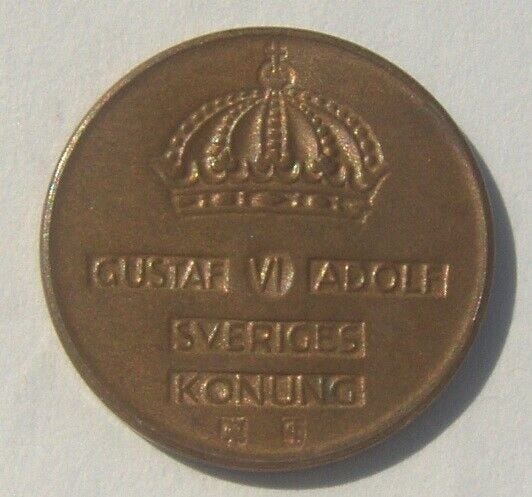 GUSTAF VI ADOLF
SVERIGES
KONUNG